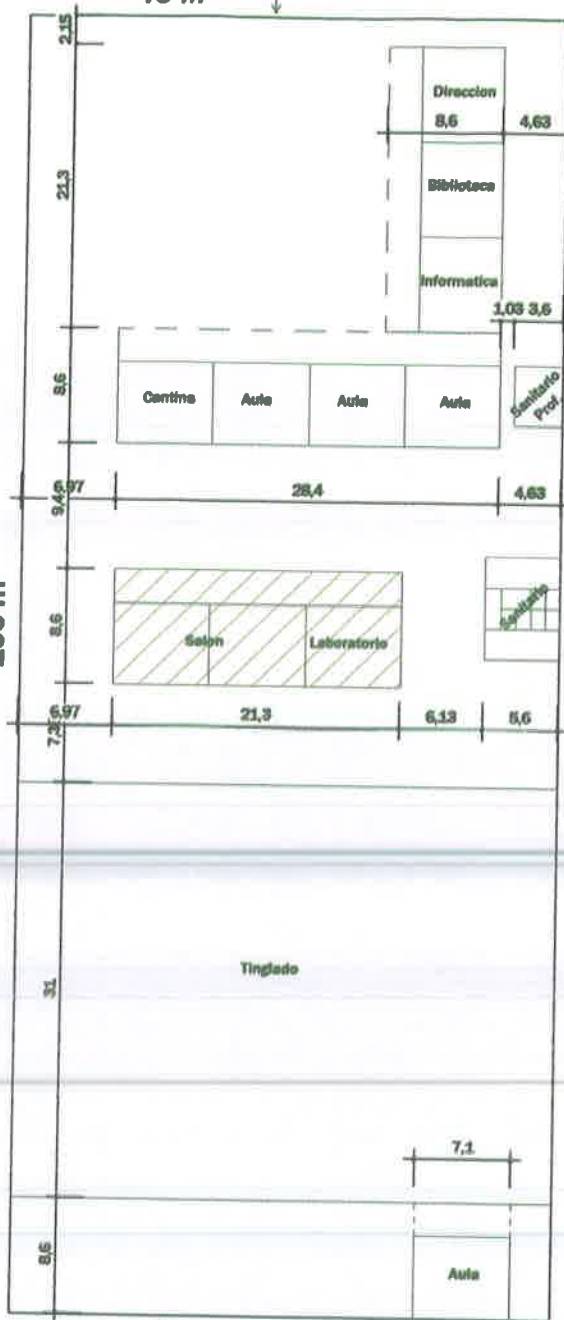 2,15
Direccion
8,6
4,63
21,3
Biblioteca
Informatica
1,03 3,6
8,6
Cantina
Aula
Aula
Aula
Sanitario
Prof.
9,4
6,97
28,4
4,63
8,6
Salon
Laboratorio
Sanitario
6,97
21,3
6,13
5,6
31
Tinglado
7,1
8,6
Aula